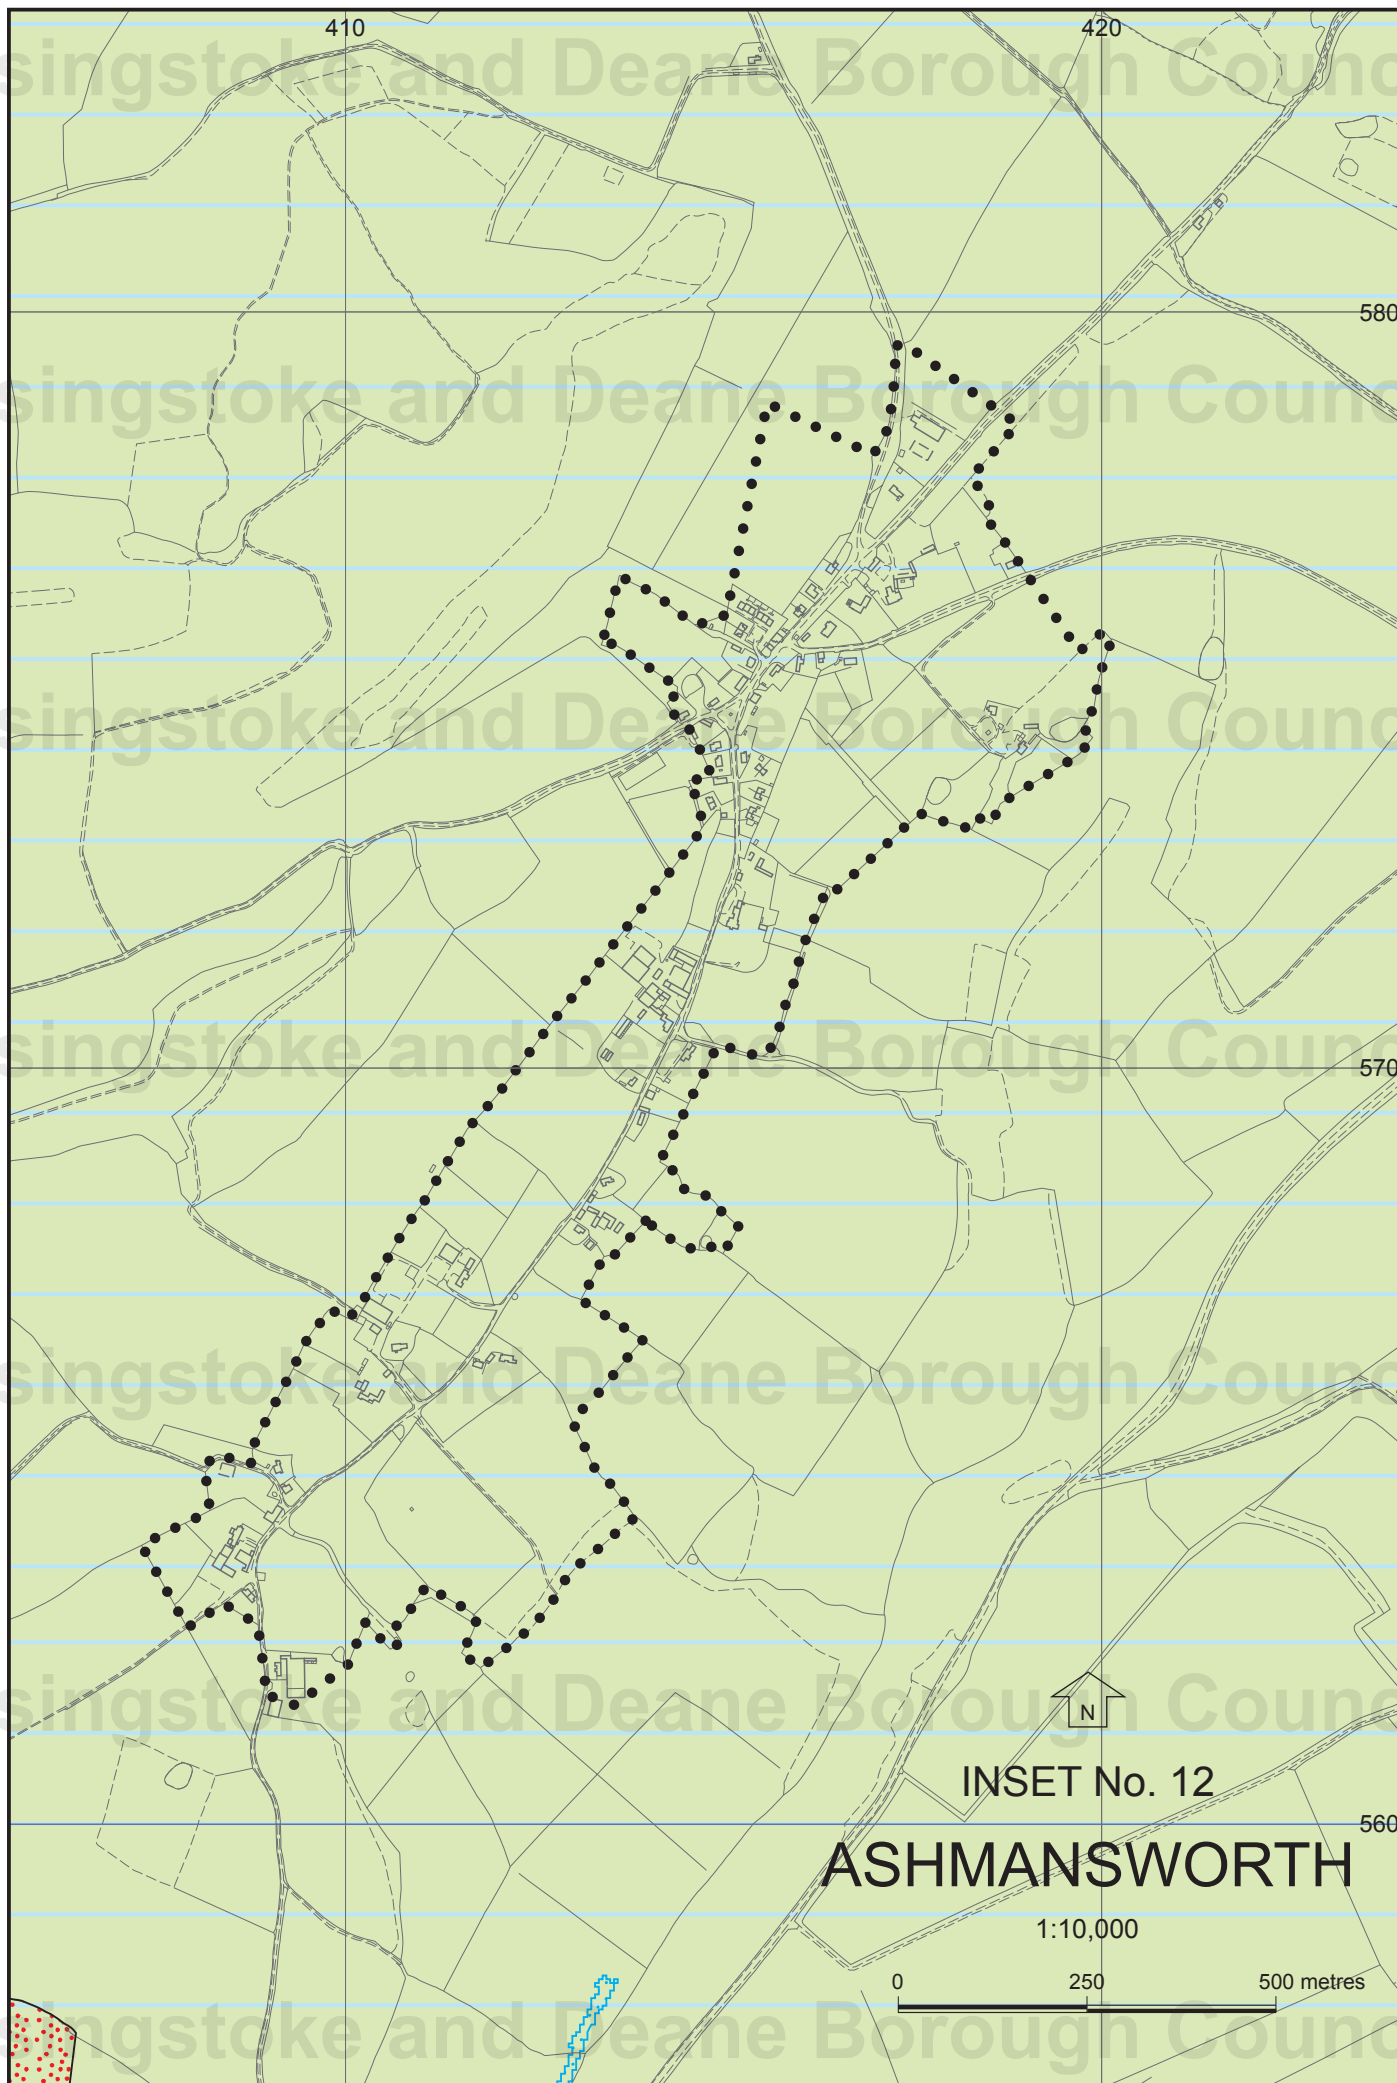 410
420
singstoke and Deane Borough Counc
580
singstoke and Deane Borough Counc
singstoke and Deane Borough Counc
singstoke and Deane Borough Counc
570
singstoke and Deane Borough Counc
singstoke and Deane Borough Counc
N
INSET No. 12
560
ASHMANSWORTH
1:10,000
0 250 500 metres
singstoke and Deane Borough Counc